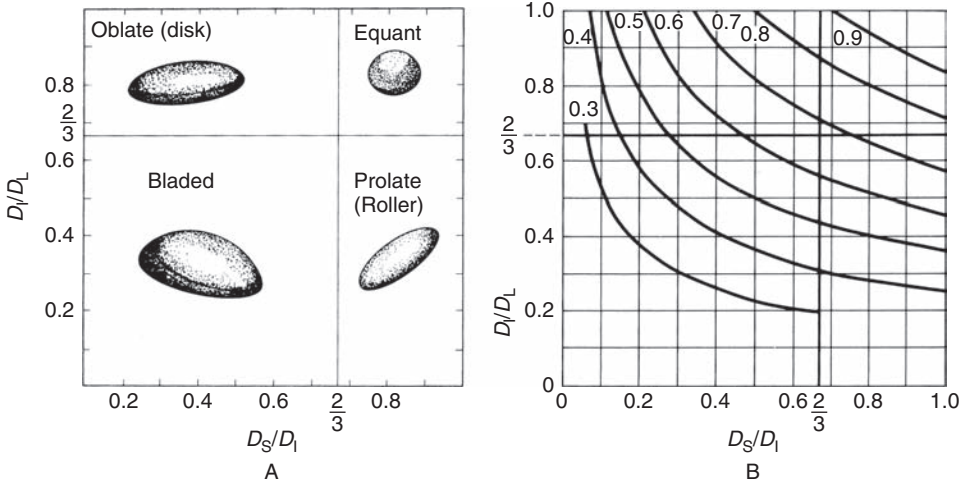 Oblate (disk)
Equant
0.8
2/3
0.6
Bladed
Prolate
(Roller)
0.4
0.2
D_I/D_L
0.2
0.4
0.6
2/3
0.8
D_S/D_I
A
1.0
0.8
2/3
0.6
0.4
0.2
0
D_I/D_L
0.3
0.4
0.5
0.6
0.7
0.8
0.9
0
0.2
0.4
0.6
2/3
0.8
1.0
D_S/D_I
B